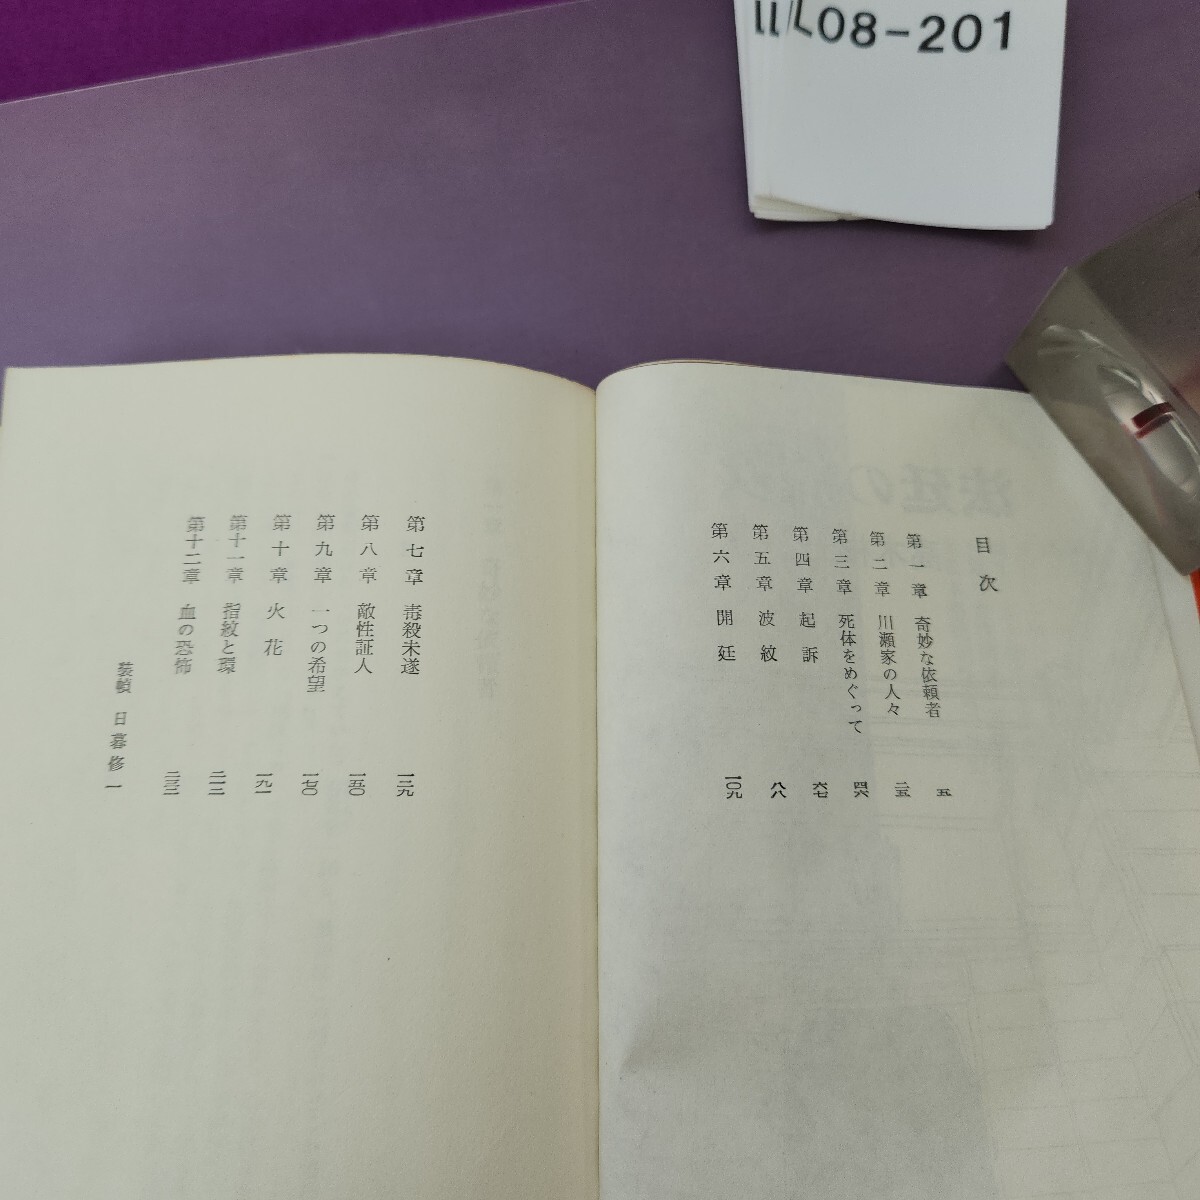 L08-201
目次
第一章 奇妙な依頼者 五
第二章 川瀬家の人々 二五
第三章 死体をめぐって 四六
第四章 起訴 六七
第五章 波紋 八八
第六章 開廷 一〇九
第七章 毒殺未遂 一三九
第八章 敵性証人 一五〇
第九章 一つの希望 一七〇
第十章 火花 一九一
第十一章 指紋と環 二一二
第十二章 血の恐怖 二三二
装幀 日暮修一